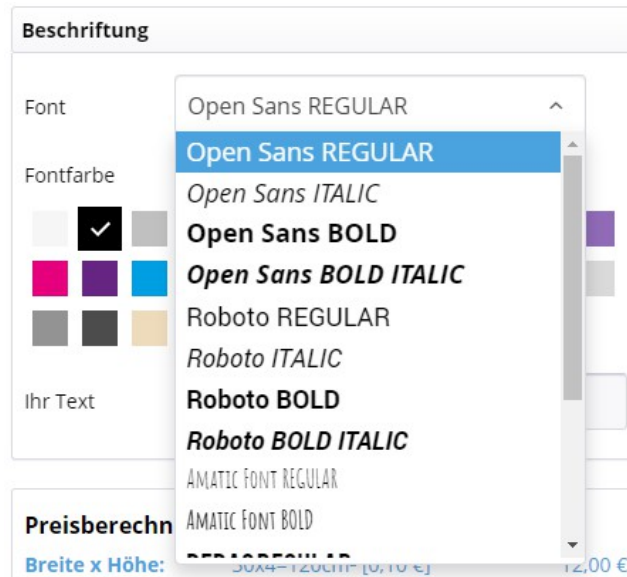 Beschriftung
Font
Open Sans REGULAR
Open Sans REGULAR
Fontfarbe
Open Sans ITALIC
Open Sans BOLD
Open Sans BOLD ITALIC
Roboto REGULAR
Roboto ITALIC
Ihr Text
Roboto BOLD
Roboto BOLD ITALIC
Amatic Font REGULAR
Amatic Font BOLD
Preisberechn
Breite x Höhe:
12,00 €